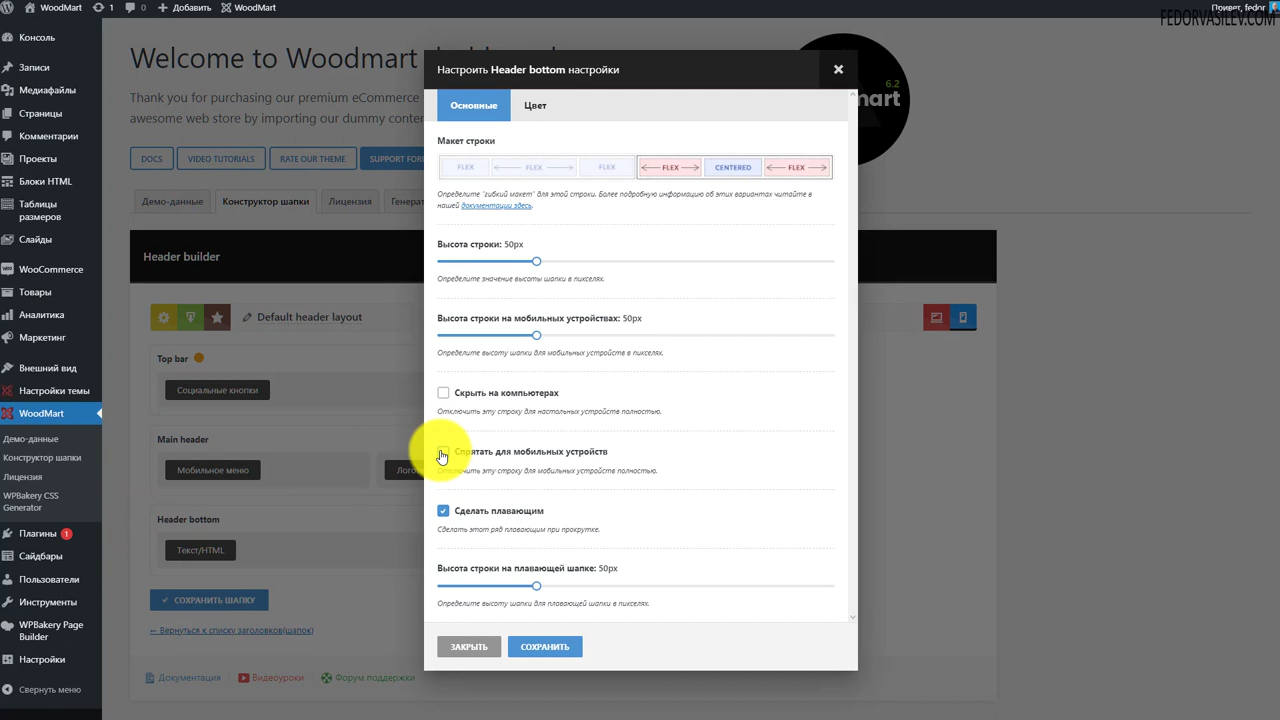 WoodMart
1
0
Добавить
WoodMart
Привет, fedor
FEDORVASILEV.COM
Консоль
Записи
Медиафайлы
Страницы
Комментарии
Проекты
Блоки HTML
Таблицы
размеров
Слайды
WooCommerce
Товары
Аналитика
Маркетинг
Внешний вид
Настройки темы
WoodMart
Демо-данные
Конструктор шапки
Лицензия
WPBakery CSS
Generator
Плагины 1
Сайдбары
Пользователи
Инструменты
WPBakery Page
Builder
Настройки
Свернуть меню
Welcome to Woodmart
Thank you for purchasing our premium eCommerce
awesome web store by importing our dummy conten
DOCS
VIDEO TUTORIALS
RATE OUR THEME
SUPPORT FOR
6.2
mart
Демо-данные
Конструктор шапки
Лицензия
Генерат
Header builder
Default header layout
Top bar
Социальные кнопки
Main header
Мобильное меню
Лого
Header bottom
Текст/HTML
СОХРАНИТЬ ШАПКУ
← Вернуться к списку заголовков(шапок)
Документация
Видеоуроки
Форум поддержки
Настроить Header bottom настройки
Основные
Цвет
Макет строки
FLEX
FLEX
FLEX
FLEX
CENTERED
FLEX
Определите "гибкий макет" для этой строки. Более подробную информацию об этих вариантах читайте в
нашей документации здесь.
Высота строки: 50px
Определите значение высоты шапки в пикселях.
Высота строки на мобильных устройствах: 50px
Определите высоту шапки для мобильных устройств в пикселях.
Скрыть на компьютерах
Отключить эту строку для настольных устройств полностью.
Спрятать для мобильных устройств
Отключить эту строку для мобильных устройств полностью.
Сделать плавающим
Сделать этот ряд плавающим при прокрутке.
Высота строки на плавающей шапке: 50px
Определите высоту шапки для плавающей шапки в пикселях.
ЗАКРЫТЬ
СОХРАНИТЬ